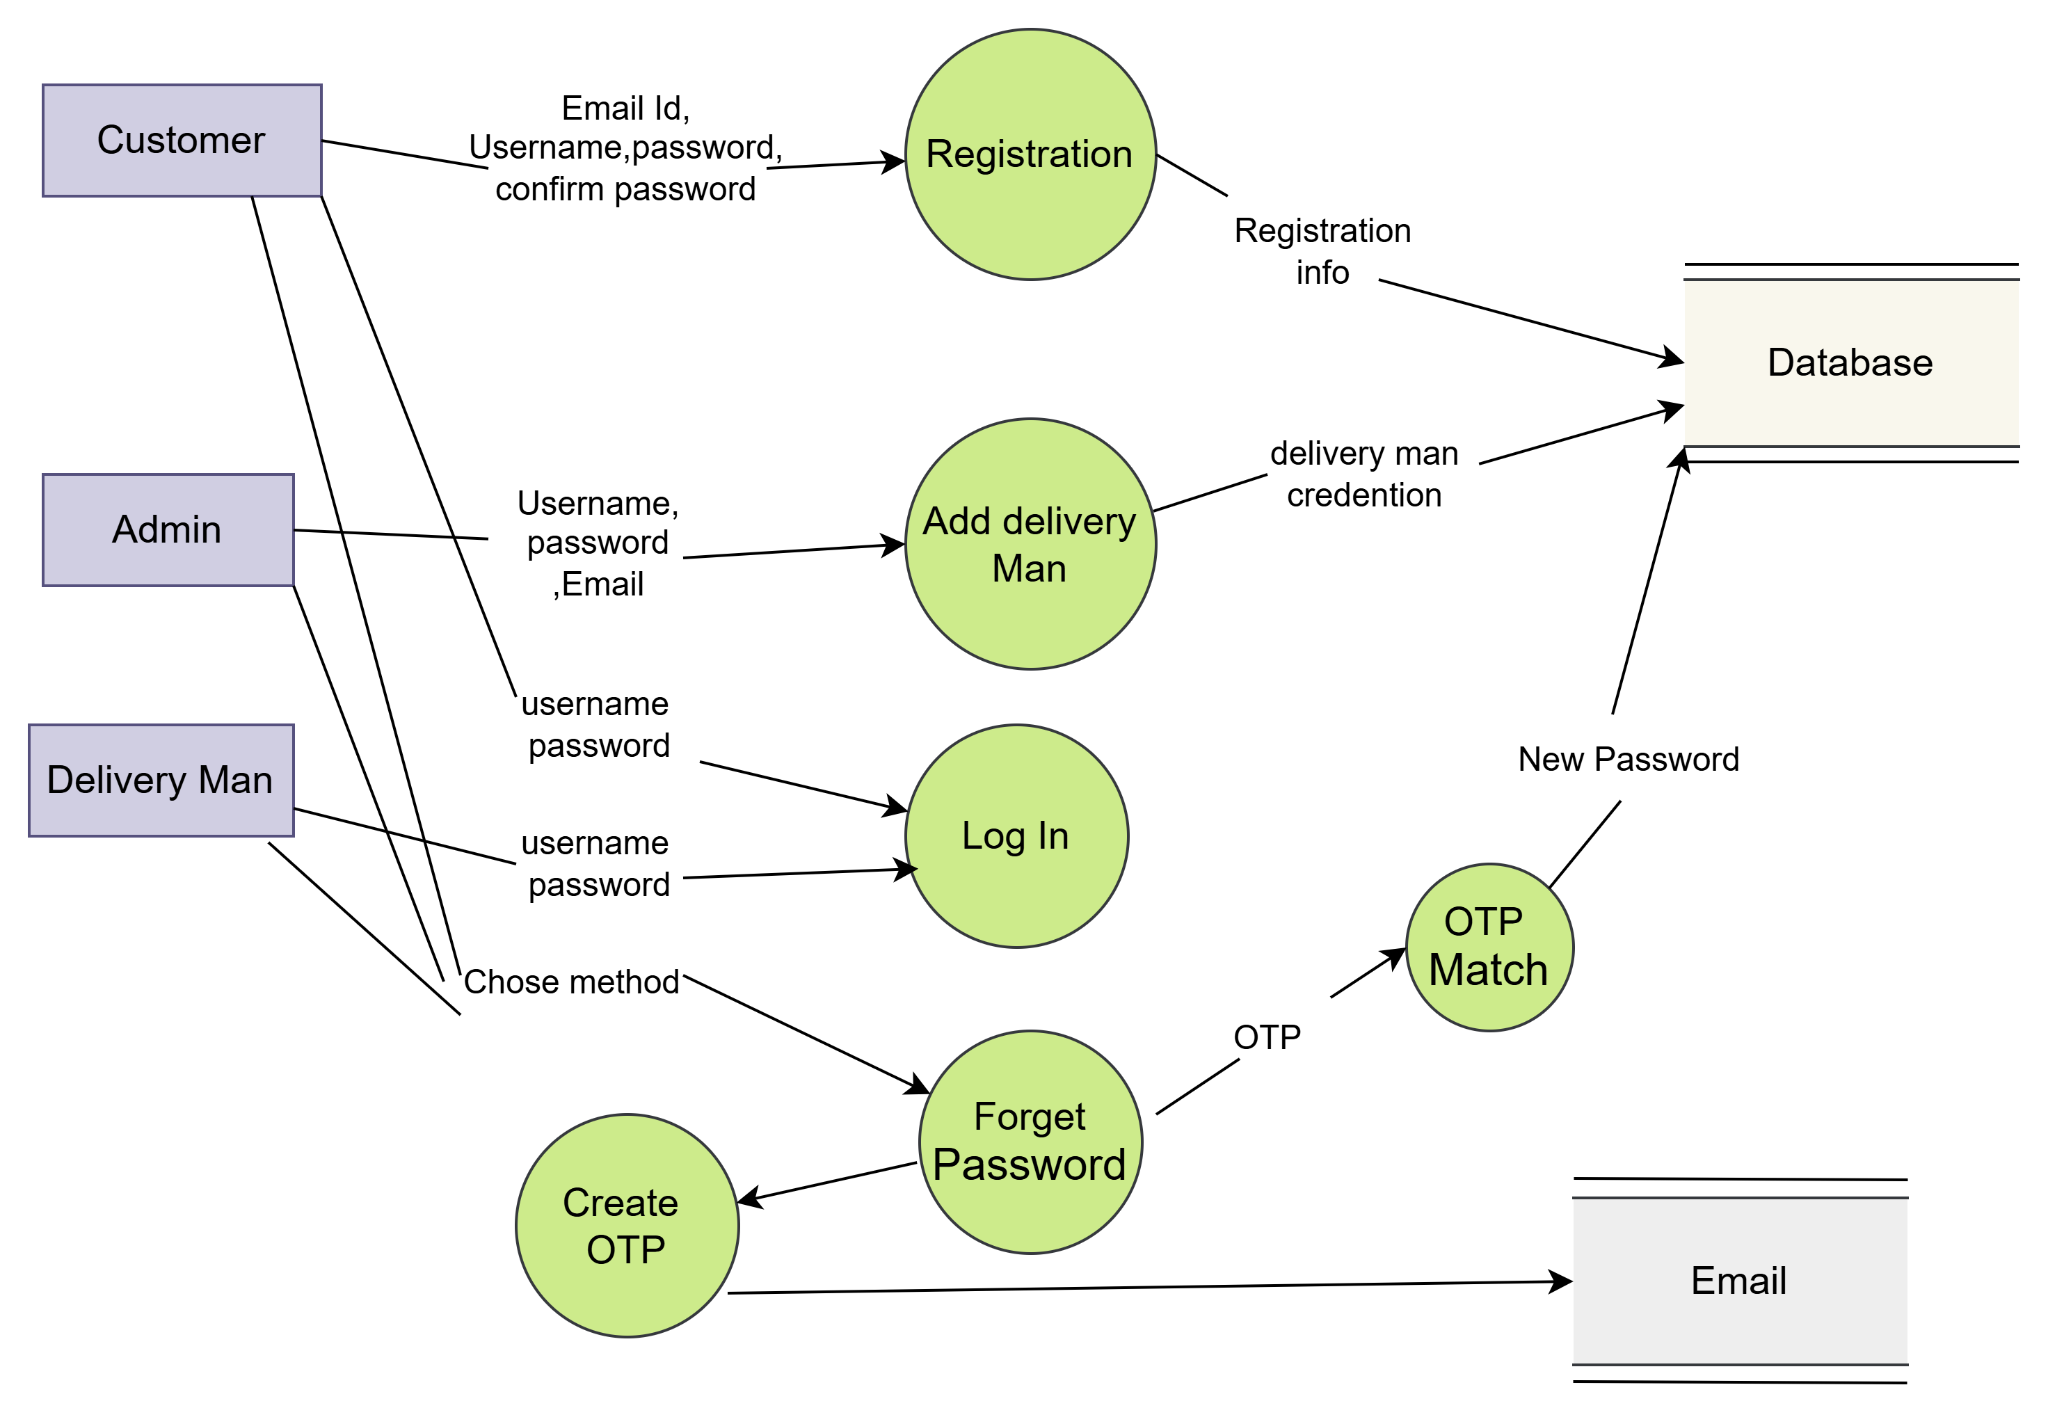 Customer
Email Id,
Username,password,
confirm password
Registration
Registration
info
Database
Admin
Username,
password
,Email
Add delivery
Man
delivery man
credention
Delivery Man
username
password
username
password
Log In
New Password
OTP
Match
Chose method
OTP
Forget
Password
Create
OTP
Email